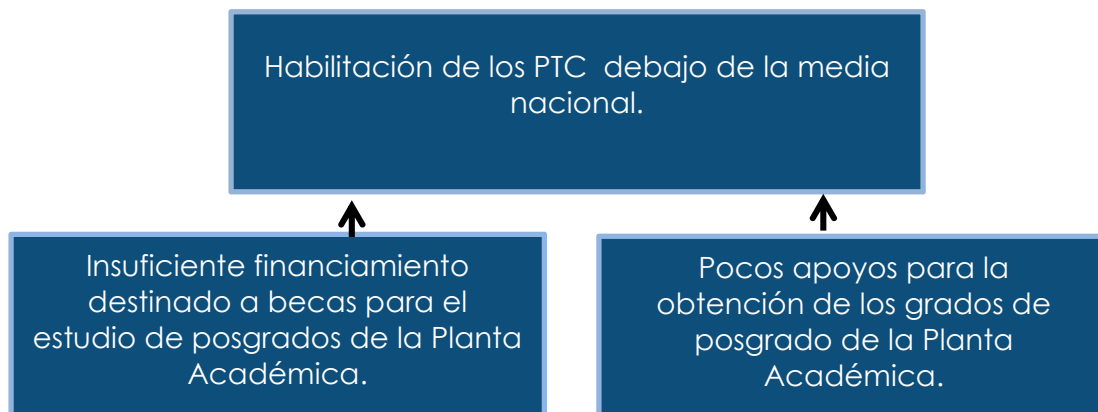 Habilitación de los PTC debajo de la media
nacional.
Insuficiente financiamiento
destinado a becas para el
estudio de posgrados de la Planta
Académica.
Pocos apoyos para la
obtención de los grados de
posgrado de la Planta
Académica.